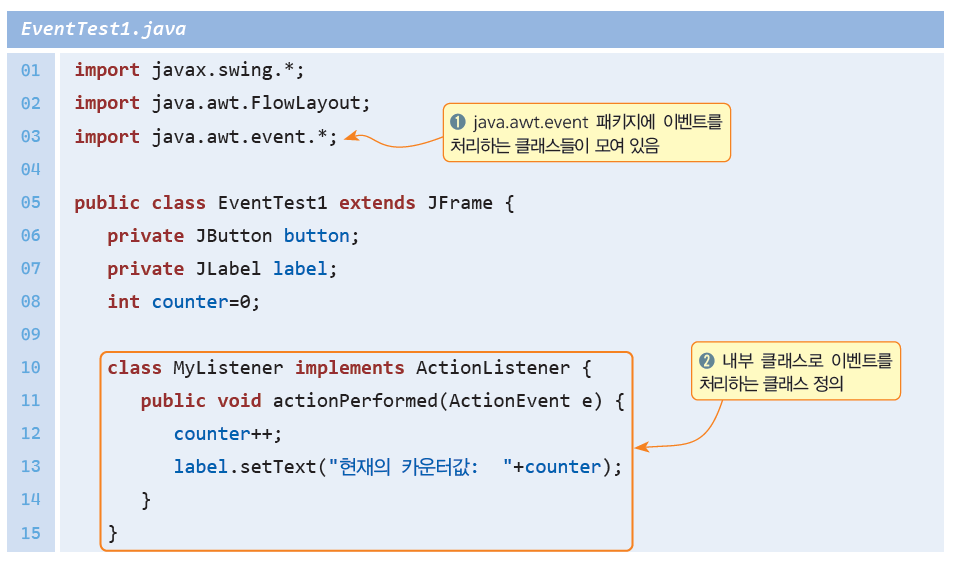 EventTest1.java
01 import javax.swing.*;
02 import java.awt.FlowLayout;
03 import java.awt.event.*;
❶ java.awt.event 패키지에 이벤트를
처리하는 클래스들이 모여 있음
04
05 public class EventTest1 extends JFrame {
06 private JButton button;
07 private JLabel label;
08 int counter=0;
09
10 class MyListener implements ActionListener {
❷ 내부 클래스로 이벤트를
처리하는 클래스 정의
11 public void actionPerformed(ActionEvent e) {
12 counter++;
13 label.setText("현재의 카운터값:  "+counter);
14 }
15 }